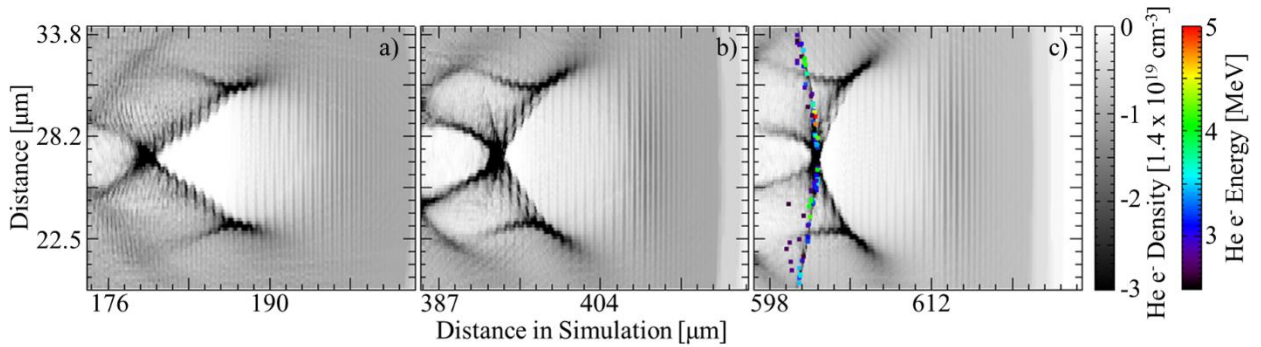 33.8
28.2
22.5
Distance [μm]
a)
b)
c)
176
190
387
404
598
612
Distance in Simulation [μm]
0
-1
-2
-3
He e⁻ Density [1.4 x 10¹⁹ cm⁻³]
5
4
3
He e⁻ Energy [MeV]